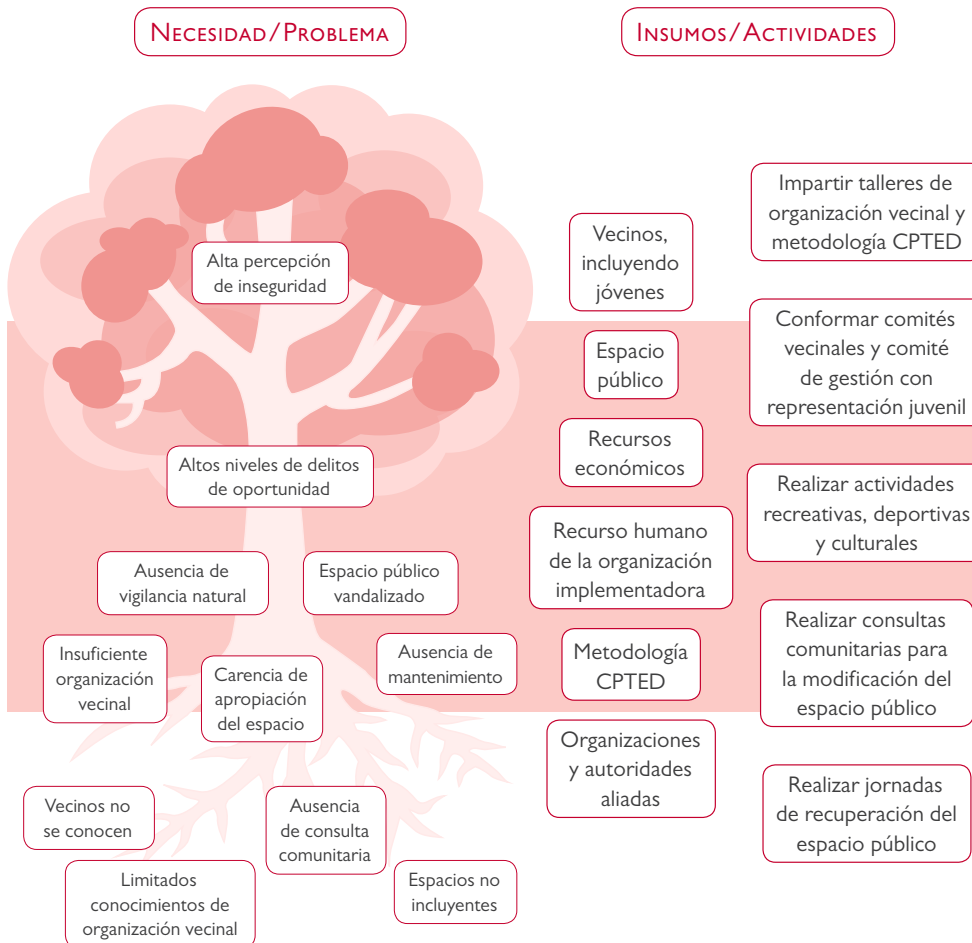 NECESIDAD/PROBLEMA
Alta percepción
de inseguridad
Altos niveles de delitos
de oportunidad
Ausencia de
vigilancia natural
Espacio público
vandalizado
Insuficiente
organización
vecinal
Carencia de
apropiación
del espacio
Ausencia de
mantenimiento
Vecinos no
se conocen
Ausencia
de consulta
comunitaria
Limitados
conocimientos de
organización vecinal
Espacios no
incluyentes
INSUMOS/ACTIVIDADES
Vecinos,
incluyendo
jóvenes
Espacio
público
Recursos
económicos
Recurso humano
de la organización
implementadora
Metodología
CPTED
Organizaciones
y autoridades
aliadas
Impartir talleres de
organización vecinal y
metodología CPTED
Conformar comités
vecinales y comité
de gestión con
representación juvenil
Realizar actividades
recreativas, deportivas
y culturales
Realizar consultas
comunitarias para
la modificación del
espacio público
Realizar jornadas
de recuperación del
espacio público